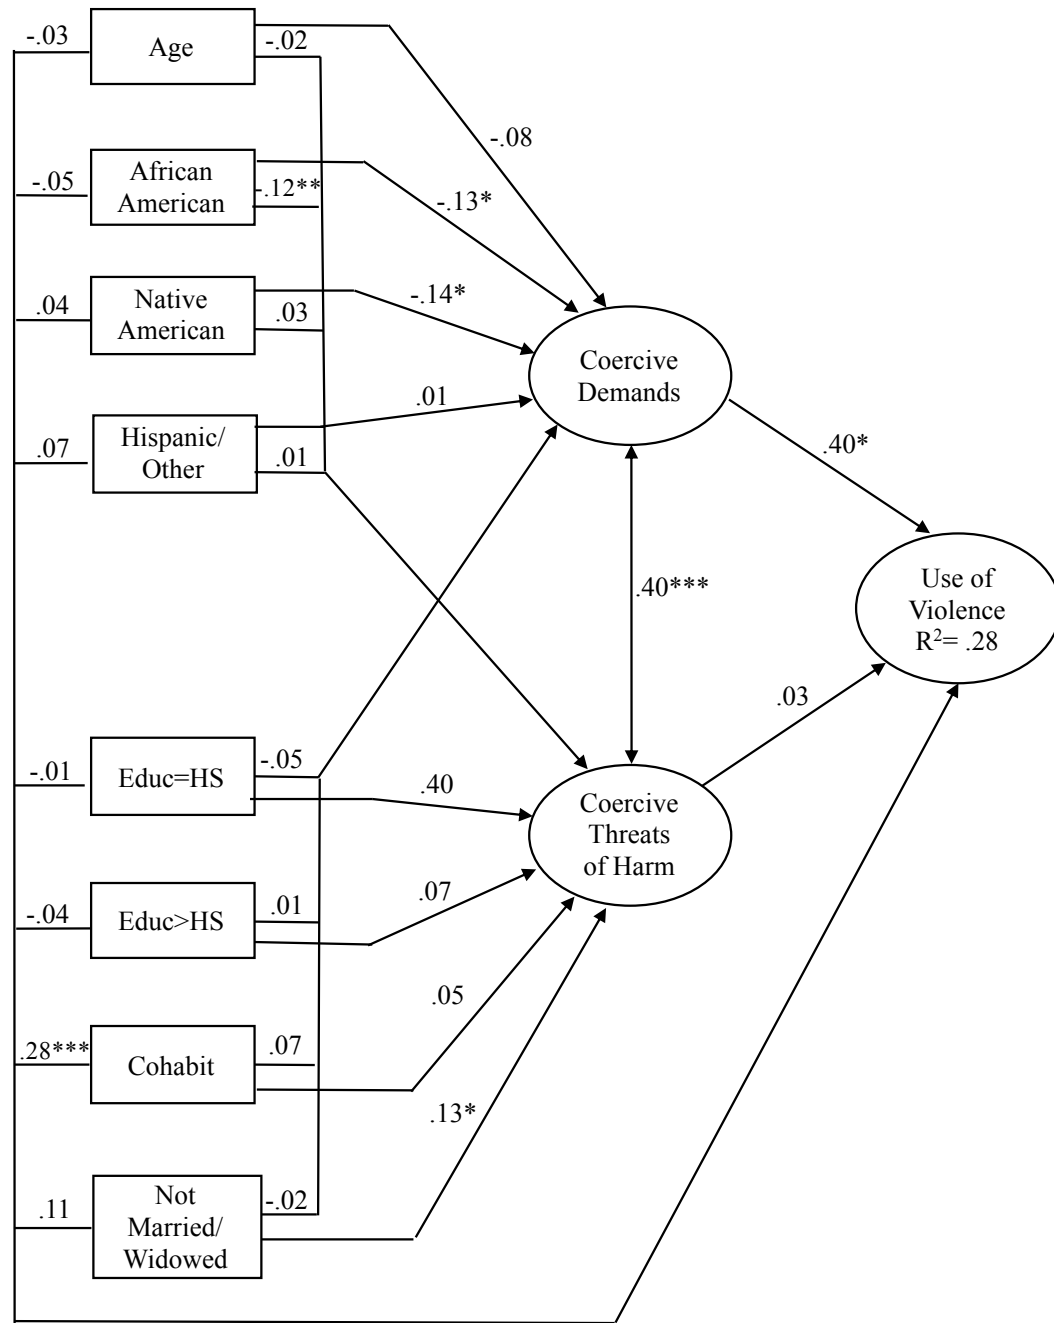 -.03
Age
-.02
-.08
-.05
African
American
-.12**
-.13*
.04
Native
American
.03
-.14*
.07
Hispanic/
Other
.01
.01
Coercive
Demands
.40*
.40***
Use of
Violence
R²= .28
.03
-.01
Educ=HS
-.05
.40
Coercive
Threats
of Harm
-.04
Educ>HS
.01
.07
.28***
Cohabit
.07
.05
.11
Not
Married/
Widowed
-.02
.13*